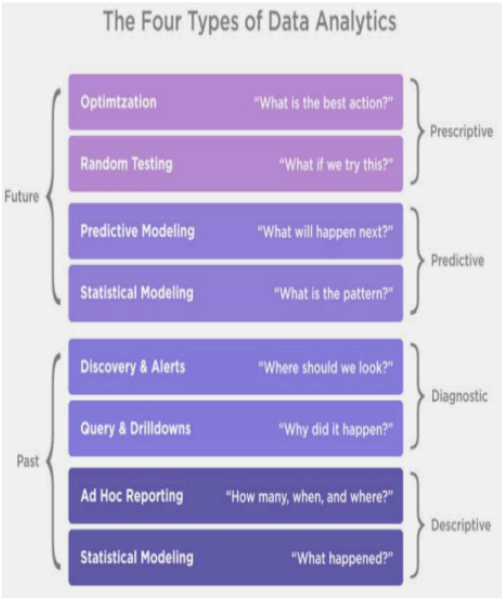 The Four Types of Data Analytics
Optimtzation "What is the best action?"
Prescriptive
Random Testing "What if we try this?"
Future
Predictive Modeling "What will happen next?"
Predictive
Statistical Modeling "What is the pattern?"
Discovery & Alerts "Where should we look?"
Diagnostic
Query & Drilldowns "Why did it happen?"
Past
Ad Hoc Reporting "How many, when, and where?"
Descriptive
Statistical Modeling "What happened?"